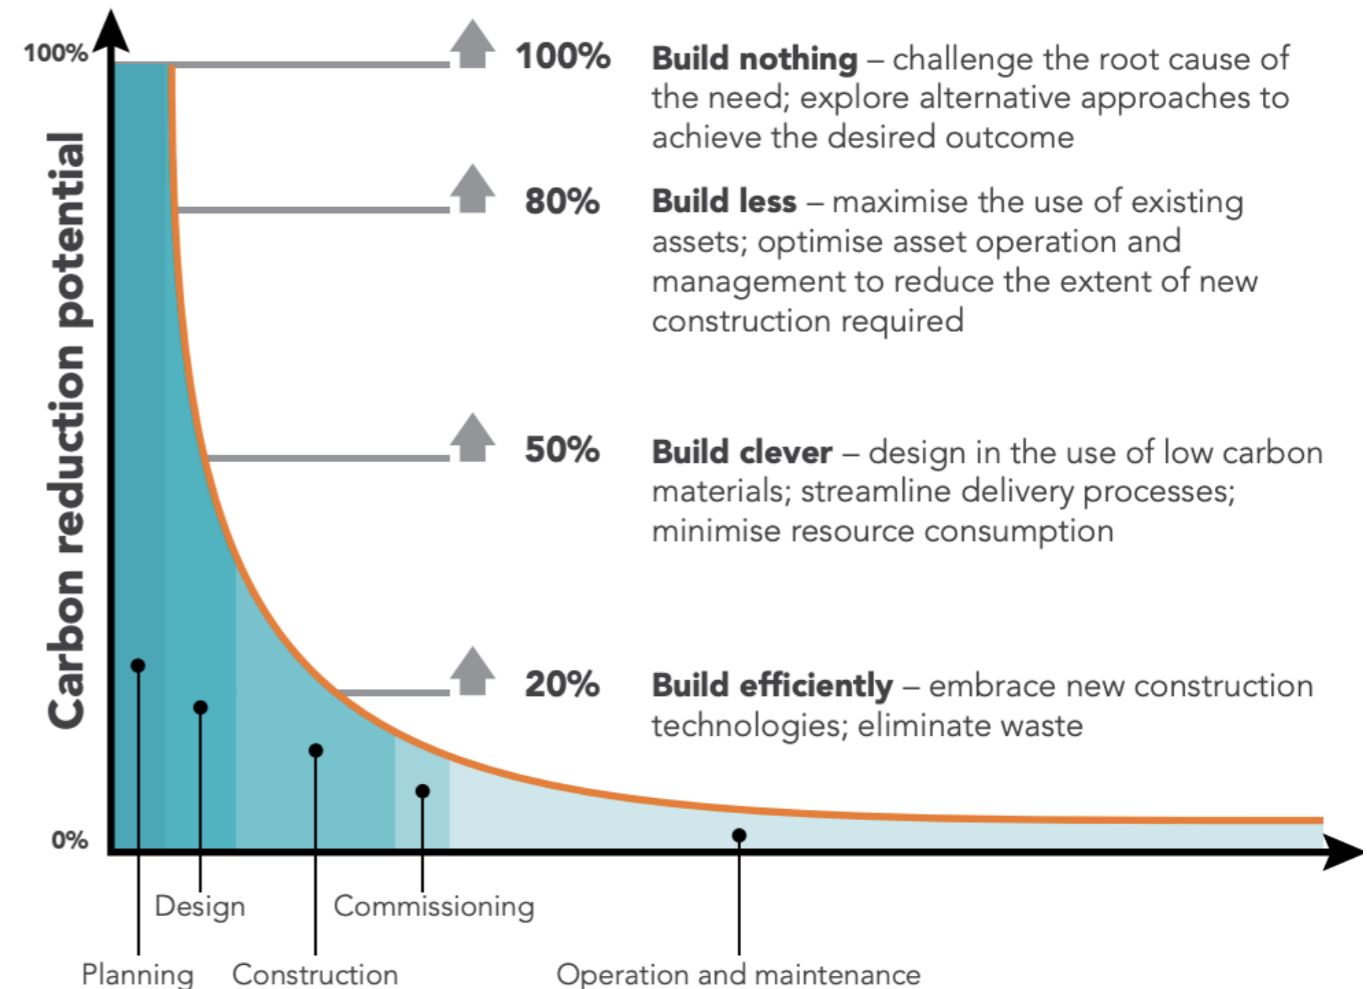 100%
100%
Build nothing – challenge the root cause of
the need; explore alternative approaches to
achieve the desired outcome
80%
Build less – maximise the use of existing
assets; optimise asset operation and
management to reduce the extent of new
construction required
Carbon reduction potential
50%
Build clever – design in the use of low carbon
materials; streamline delivery processes;
minimise resource consumption
20%
Build efficiently – embrace new construction
technologies; eliminate waste
0%
Design
Commissioning
Planning
Construction
Operation and maintenance